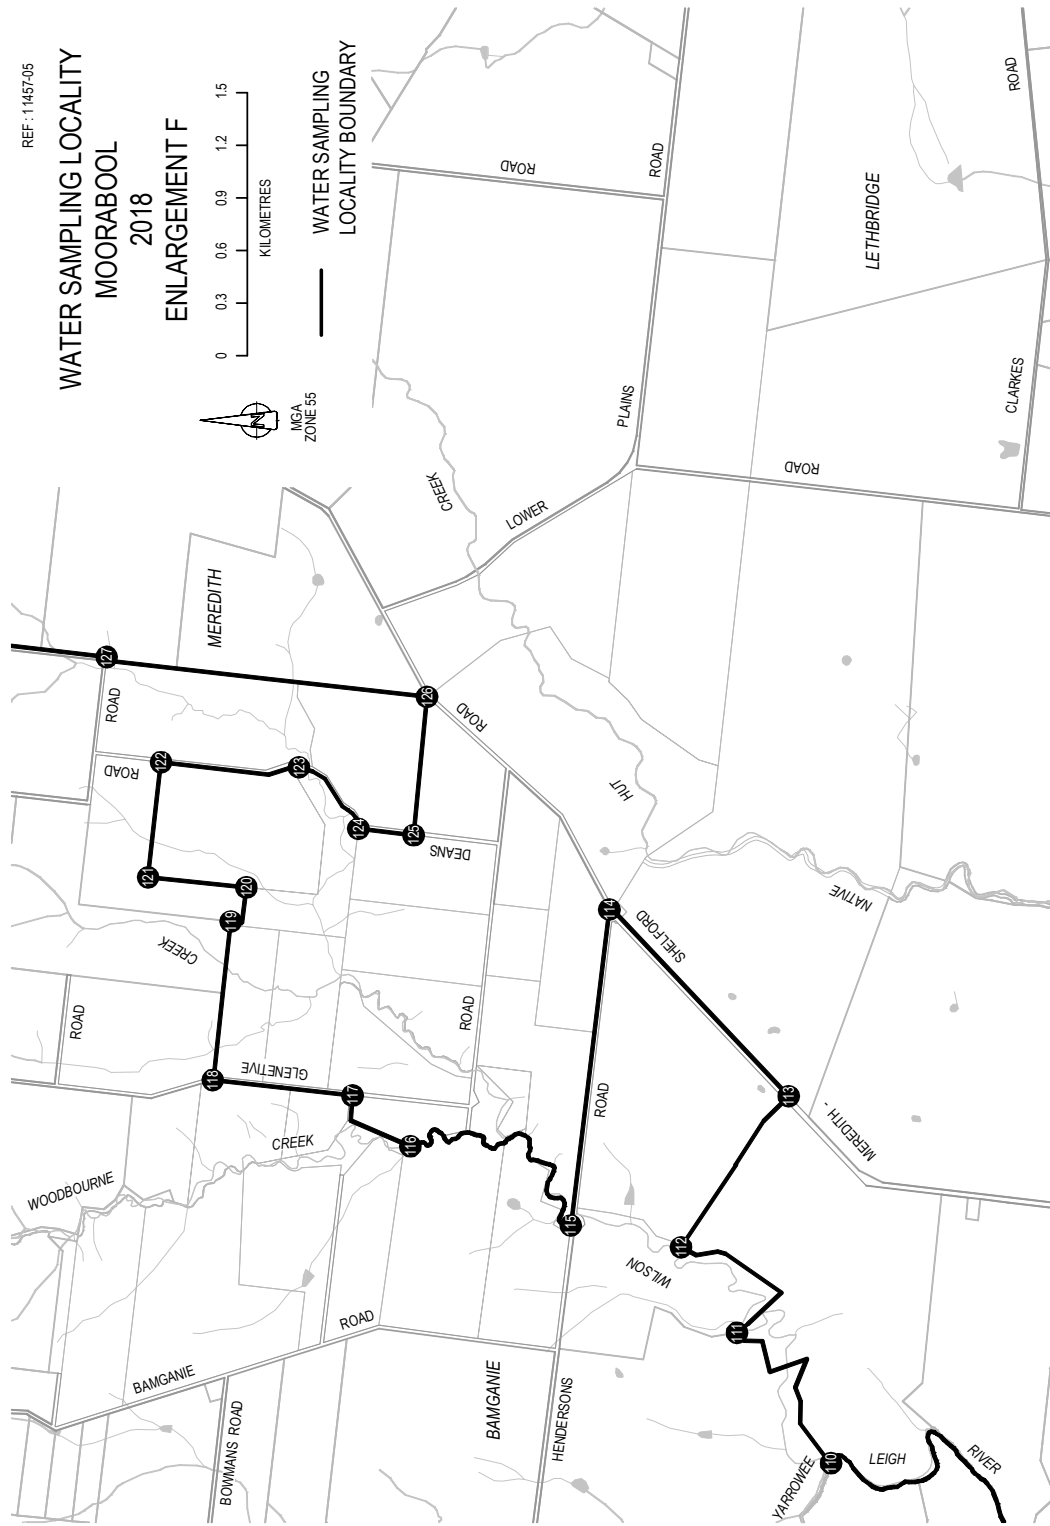 REF : 11457-05
WATER SAMPLING LOCALITY
MOORABOOL
2018
ENLARGEMENT F
0 0.3 0.6 0.9 1.2 1.5
KILOMETRES
WATER SAMPLING
LOCALITY BOUNDARY
N
MGA
ZONE 55
WOODBOURNE
CREEK
BAMGANIE
ROAD
BOWMANS ROAD
ROAD
CREEK
GLENETIVE
ROAD
ROAD
MEREDITH
CREEK
LOWER
PLAINS
ROAD
ROAD
LETHBRIDGE
ROAD
CLARKES
ROAD
DEANS
ROAD
ROAD
HUT
NATIVE
SHELFORD
MEREDITH -
ROAD
HENDERSONS
BAMGANIE
WILSON
YARROWEE
LEIGH
RIVER
110
111
112
113
114
115
116
117
118
119
120
121
122
123
124
125
126
127